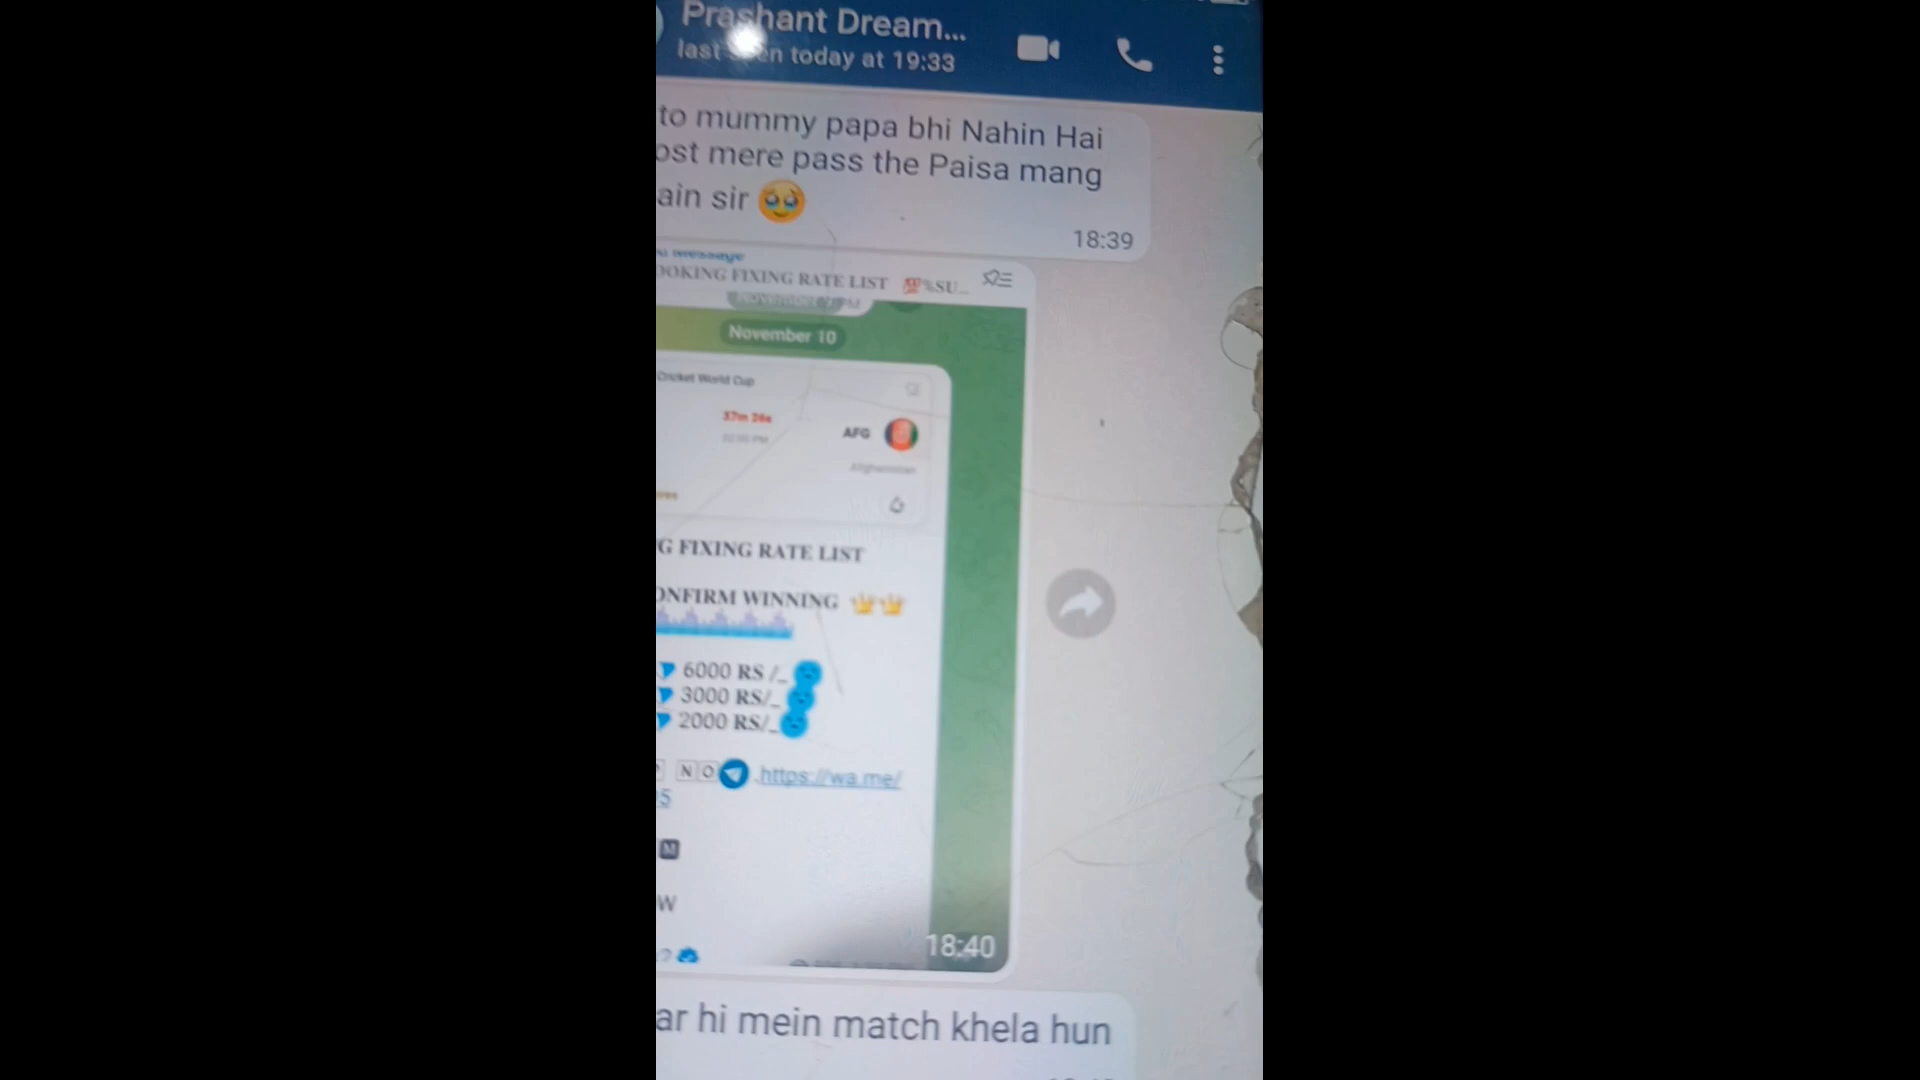 Prashant Dream...
last seen today at 19:33
to mummy papa bhi Nahin Hai
ost mere pass the Paisa mang
ain sir 🥹
18:39
OOKING FIXING RATE LIST 💯%SU...
November 10
Cricket World Cup
37m 26s
AFG
Afghanistan
G FIXING RATE LIST
ONFIRM WINNING 👑👑
6000 RS /_
3000 RS/_
2000 RS/_
N O https://wa.me/
5
M
W
18:40
ar hi mein match khela hun